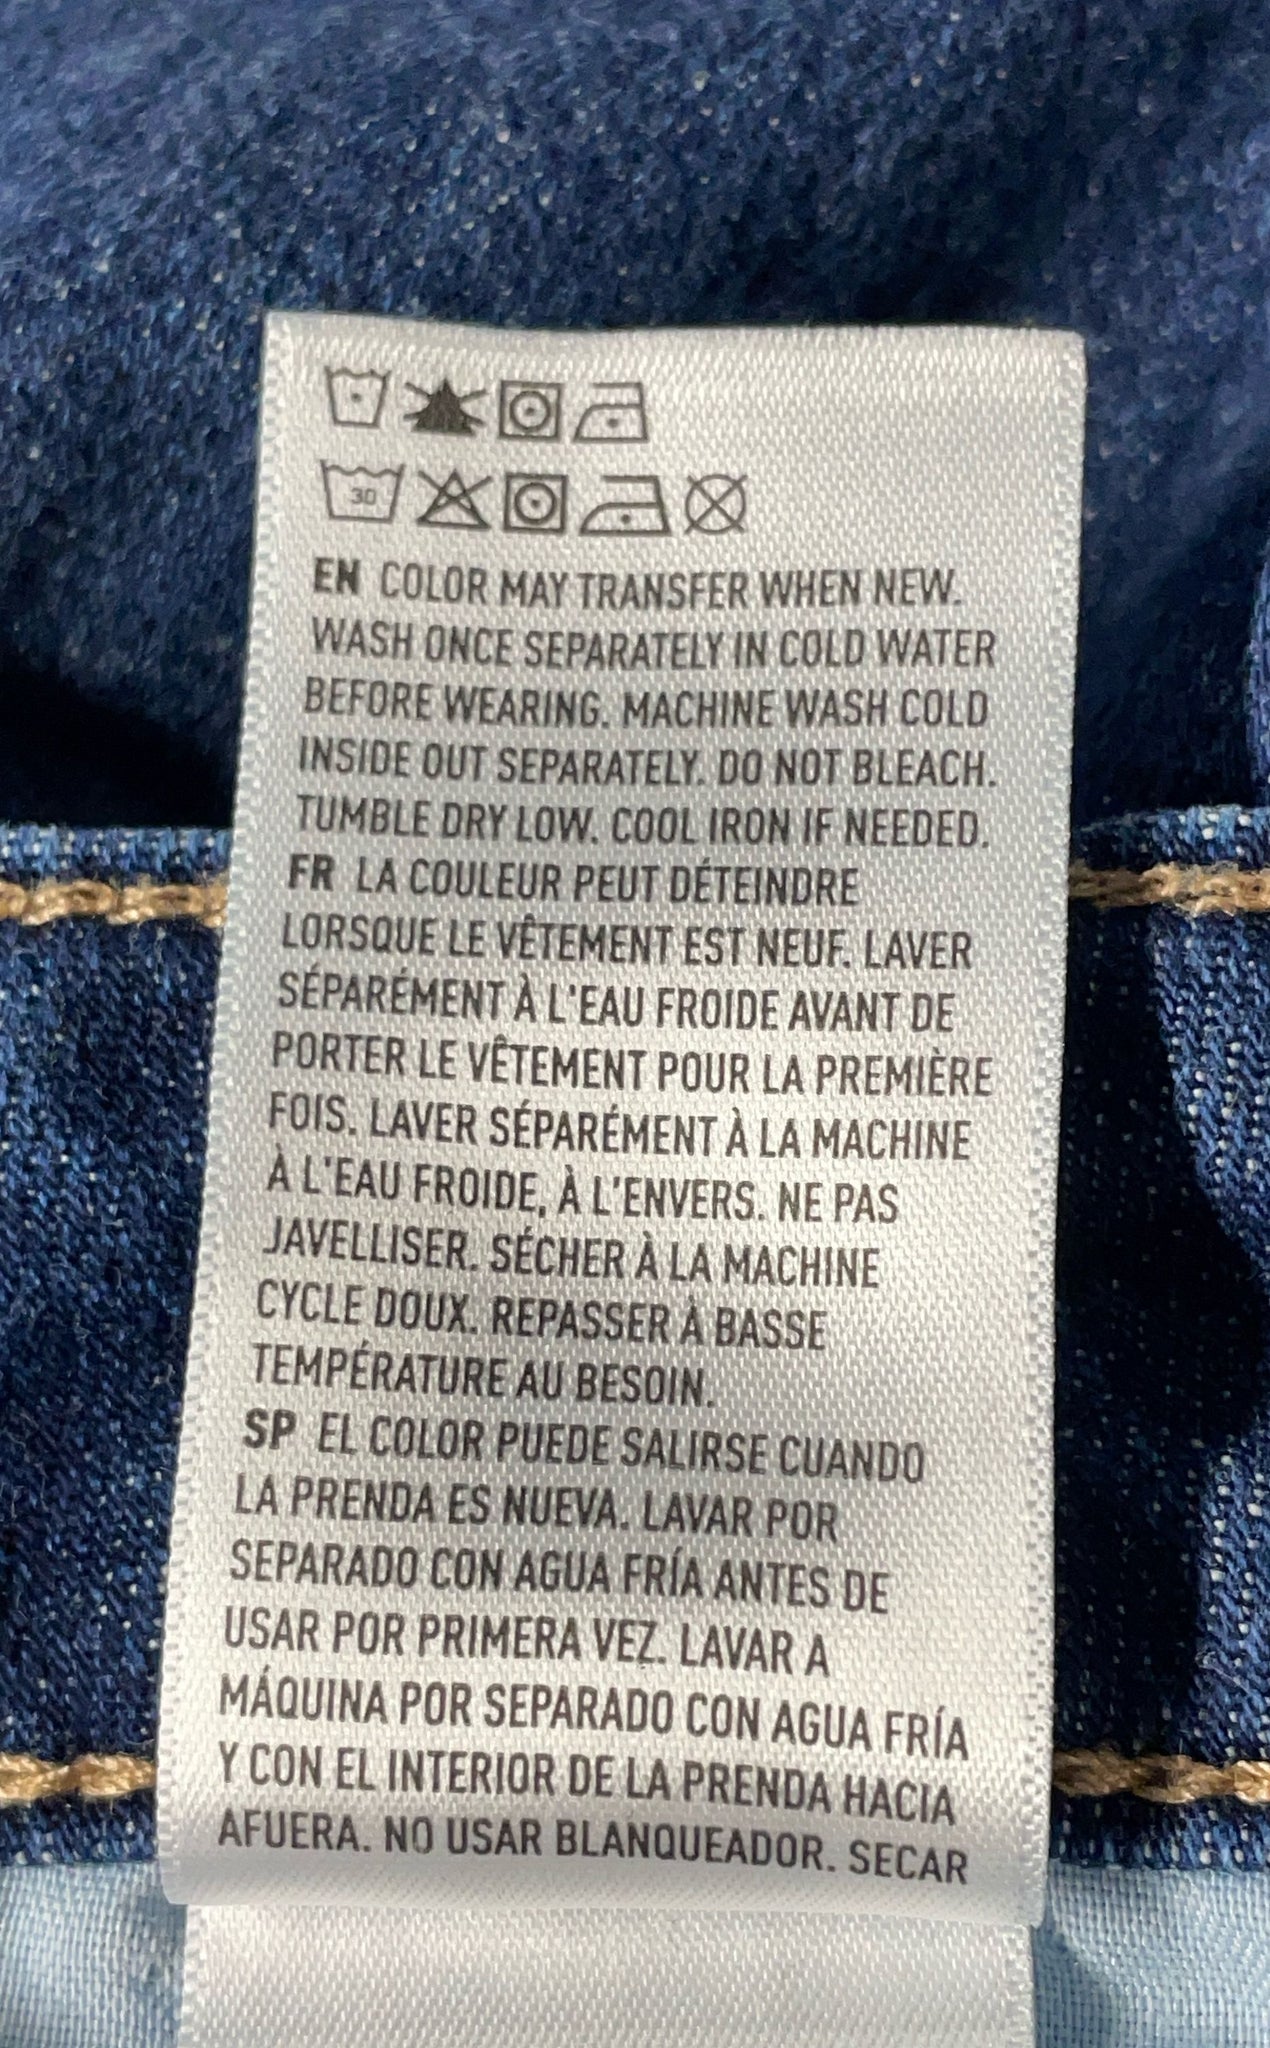 30
EN COLOR MAY TRANSFER WHEN NEW.
WASH ONCE SEPARATELY IN COLD WATER
BEFORE WEARING. MACHINE WASH COLD
INSIDE OUT SEPARATELY. DO NOT BLEACH.
TUMBLE DRY LOW. COOL IRON IF NEEDED.
FR LA COULEUR PEUT DÉTEINDRE
LORSQUE LE VÊTEMENT EST NEUF. LAVER
SÉPARÉMENT À L'EAU FROIDE AVANT DE
PORTER LE VÊTEMENT POUR LA PREMIÈRE
FOIS. LAVER SÉPARÉMENT À LA MACHINE
À L'EAU FROIDE, À L'ENVERS. NE PAS
JAVELLISER. SÉCHER À LA MACHINE
CYCLE DOUX. REPASSER À BASSE
TEMPÉRATURE AU BESOIN.
SP EL COLOR PUEDE SALIRSE CUANDO
LA PRENDA ES NUEVA. LAVAR POR
SEPARADO CON AGUA FRÍA ANTES DE
USAR POR PRIMERA VEZ. LAVAR A
MÁQUINA POR SEPARADO CON AGUA FRÍA
Y CON EL INTERIOR DE LA PRENDA HACIA
AFUERA. NO USAR BLANQUEADOR. SECAR